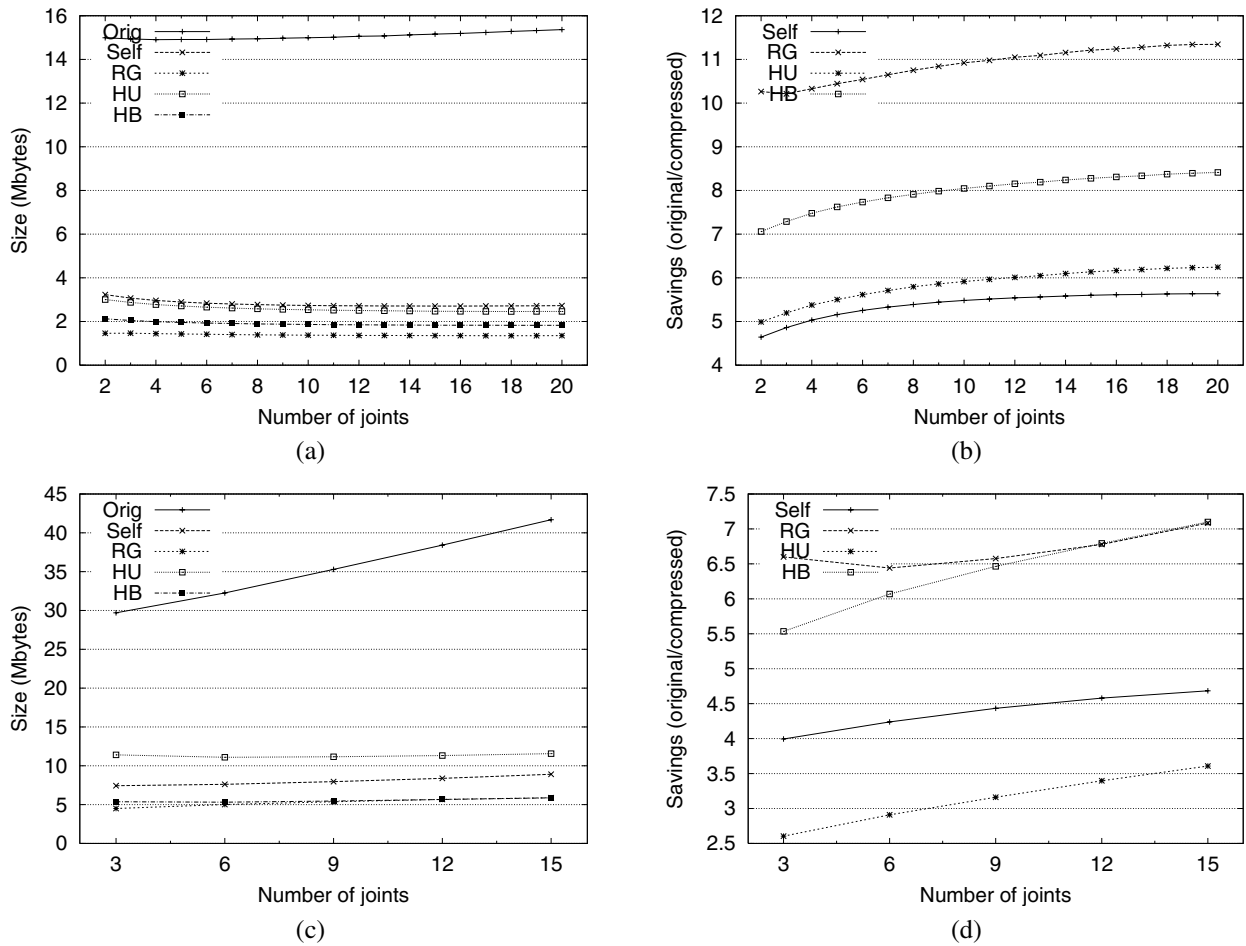 16
14
12
10
8
6
4
2
0
Size (Mbytes)
Orig
Self
RG
HU
HB
2 4 6 8 10 12 14 16 18 20
Number of joints
(a)
12
11
10
9
8
7
6
5
4
Savings (original/compressed)
Self
RG
HU
HB
2 4 6 8 10 12 14 16 18 20
Number of joints
(b)
45
40
35
30
25
20
15
10
5
0
Size (Mbytes)
Orig
Self
RG
HU
HB
3 6 9 12 15
Number of joints
(c)
7.5
7
6.5
6
5.5
5
4.5
4
3.5
3
2.5
Savings (original/compressed)
Self
RG
HU
HB
3 6 9 12 15
Number of joints
(d)